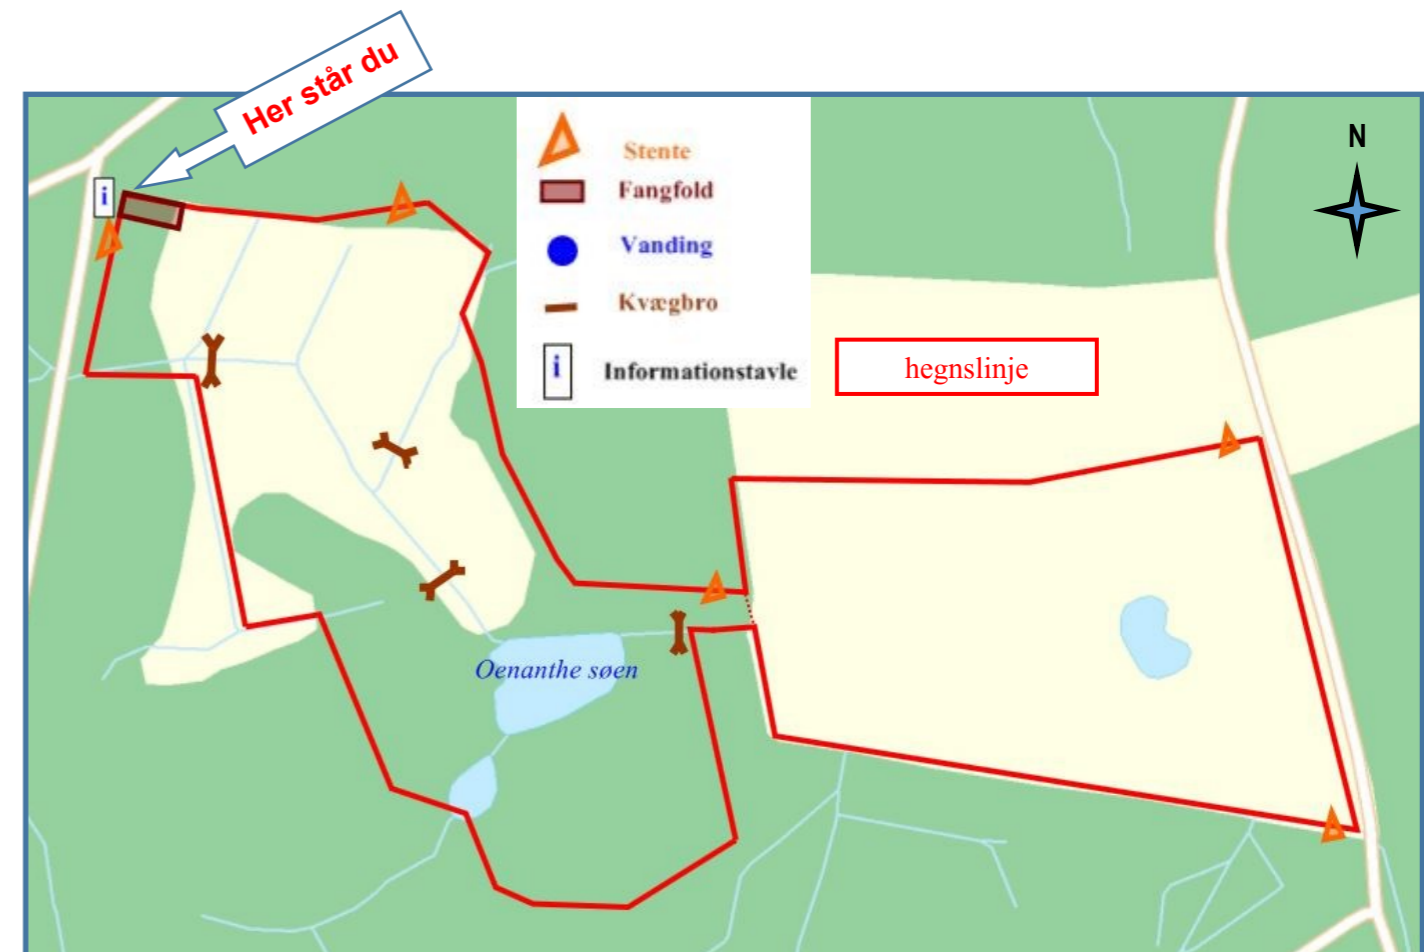 Her står du
Stente
Fangfold
Vanding
Kvægbro
i
Informationstavle
hegnslinje
N
i
Oenanthe søen